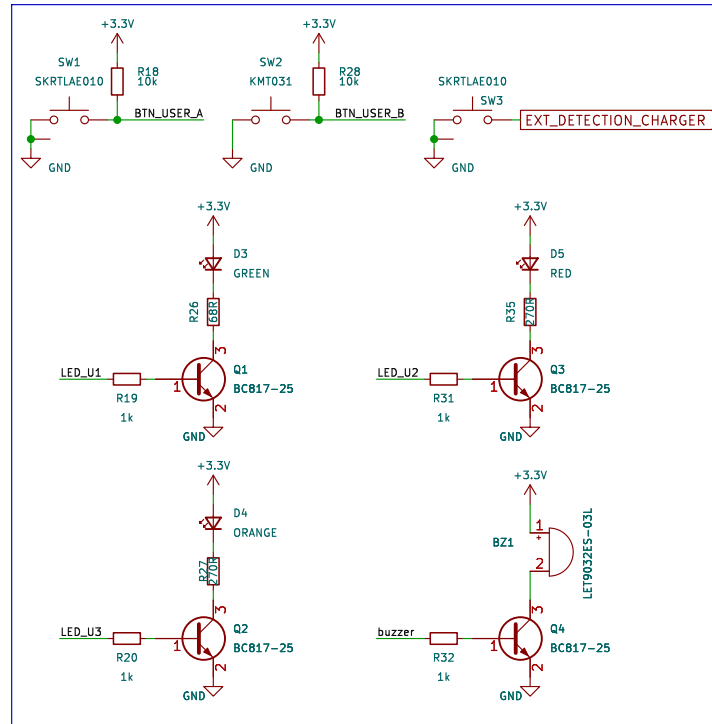 +3.3V
+3.3V
SW1
SKRTLAE010
R18
10k
BTN_USER_A
GND
SW2
KMT031
R28
10k
BTN_USER_B
GND
SKRTLAE010
SW3
EXT_DETECTION_CHARGER
GND
+3.3V
D3
GREEN
R26
68R
LED_U1
R19
1k
1
3
2
Q1
BC817-25
GND
+3.3V
D5
RED
R35
270R
LED_U2
R31
1k
1
3
2
Q3
BC817-25
GND
+3.3V
D4
ORANGE
R27
270R
LED_U3
R20
1k
1
3
2
Q2
BC817-25
GND
+3.3V
BZ1
1
+
2
LET9032ES-03L
buzzer
R32
1k
1
3
2
Q4
BC817-25
GND